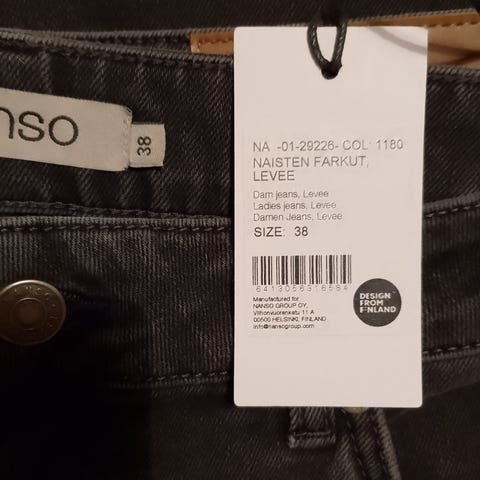 nso
38
NA -01-29226- COL: 1180
NAISTEN FARKUT,
LEVEE
Dam jeans, Levee
Ladies jeans, Levee
Damen Jeans, Levee
SIZE: 38
6413056316584
Manufactured for
NANSO GROUP OY,
Vilhonvuorenkatu 11 A
00500 HELSINKI, FINLAND
info@nansogroup.com
DESIGN
FROM
FINLAND